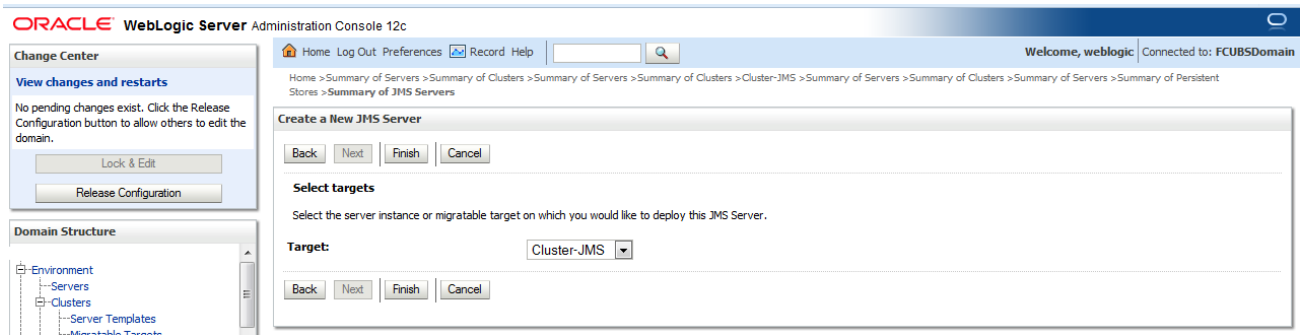 ORACLE WebLogic Server Administration Console 12c
Change Center
View changes and restarts
No pending changes exist. Click the Release
Configuration button to allow others to edit the
domain.
Lock & Edit
Release Configuration
Domain Structure
Environment
Servers
Clusters
Server Templates
Migratable Targets
Home Log Out Preferences Record Help
Welcome, weblogic Connected to: FCUBSDomain
Home >Summary of Servers >Summary of Clusters >Summary of Servers >Summary of Clusters >Cluster-JMS >Summary of Servers >Summary of Clusters >Summary of Servers >Summary of Persistent
Stores >Summary of JMS Servers
Create a New JMS Server
Back Next Finish Cancel
Select targets
Select the server instance or migratable target on which you would like to deploy this JMS Server.
Target: Cluster-JMS
Back Next Finish Cancel